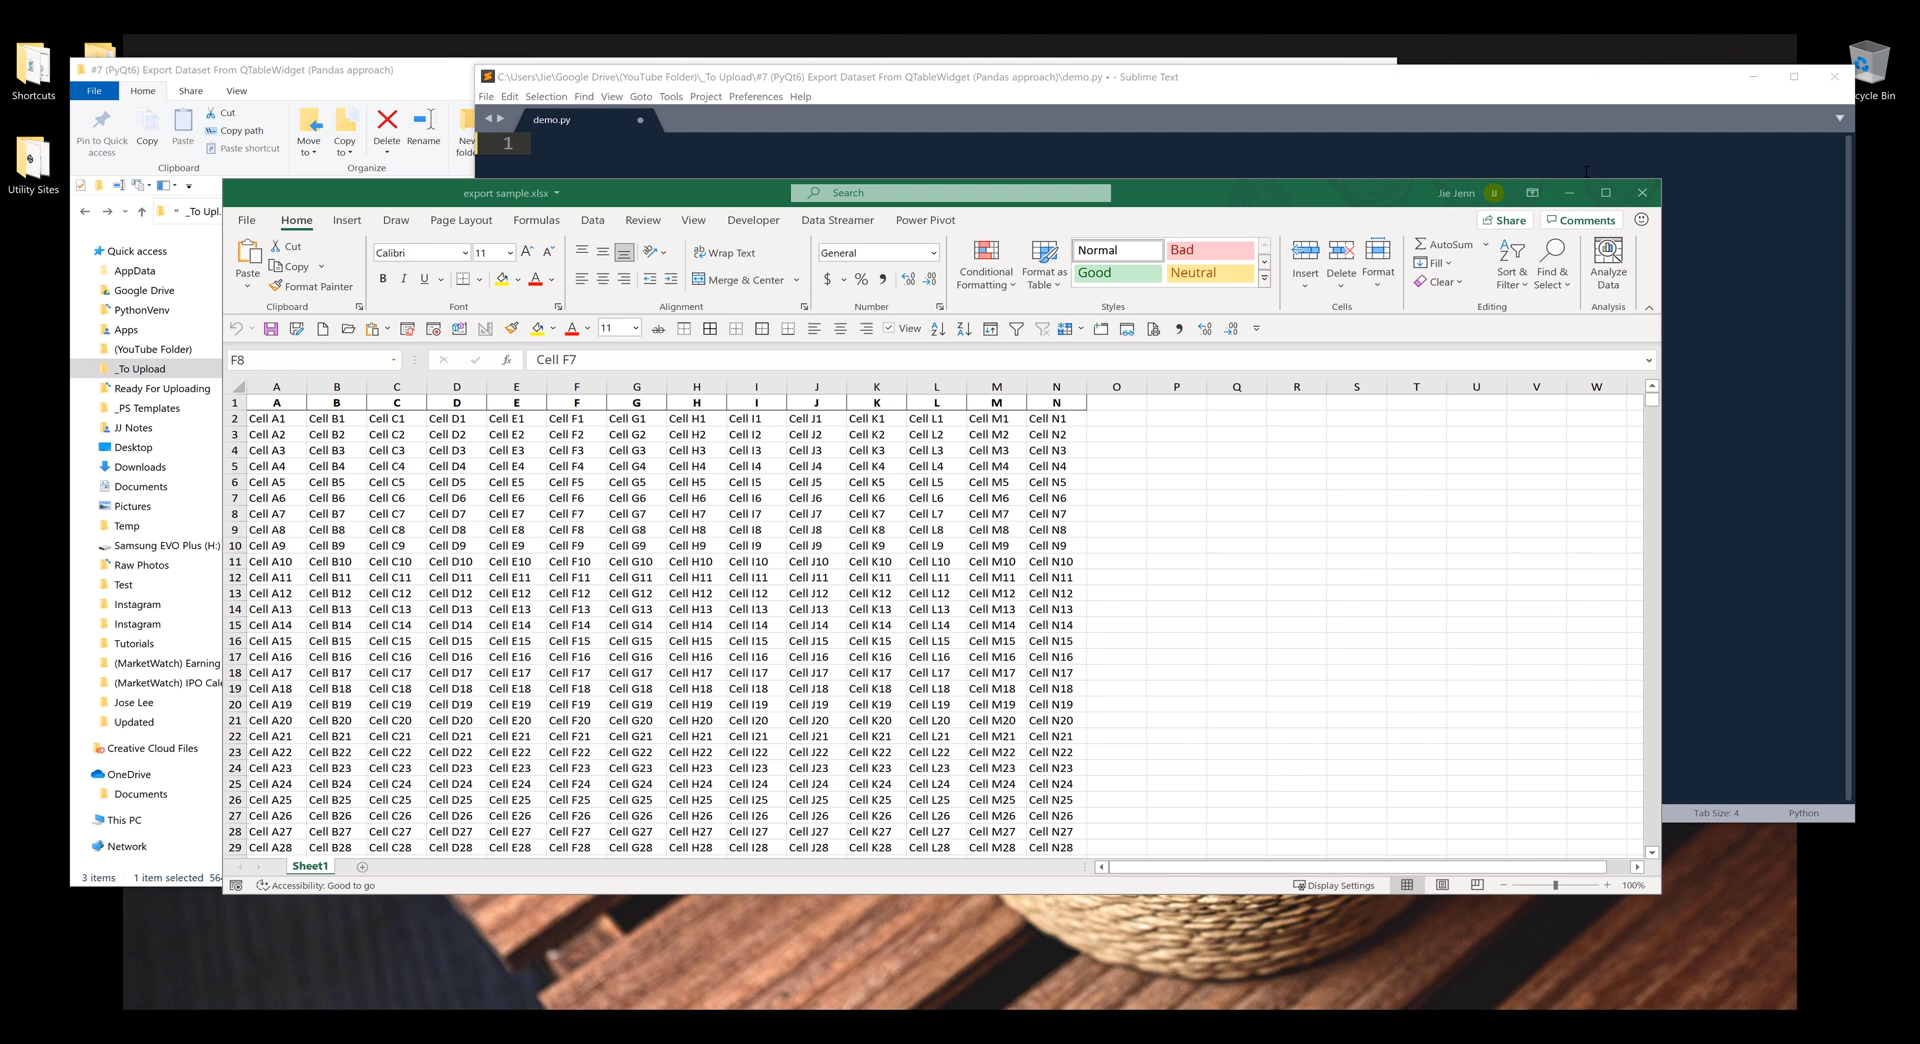 Shortcuts
Utility Sites
cycle Bin
#7 (PyQt6) Export Dataset From QTableWidget (Pandas approach)
File Home Share View
Pin to Quick access
Copy
Paste
Cut
Copy path
Paste shortcut
Clipboard
Move to
Copy to
Delete
Rename
Organize
New
_To Upl
Quick access
AppData
Google Drive
PythonVenv
Apps
(YouTube Folder)
_To Upload
Ready For Uploading
_PS Templates
JJ Notes
Desktop
Downloads
Documents
Pictures
Temp
Samsung EVO Plus (H:)
Raw Photos
Test
Instagram
Instagram
Tutorials
(MarketWatch) Earning
(MarketWatch) IPO Cal
Jose Lee
Updated
Creative Cloud Files
OneDrive
Documents
This PC
Network
3 items 1 item selected 56
C:\Users\Jie\Google Drive\(YouTube Folder)\_To Upload\#7 (PyQt6) Export Dataset From QTableWidget (Pandas approach)\demo.py • - Sublime Text
File Edit Selection Find View Goto Tools Project Preferences Help
demo.py
1
Tab Size: 4 Python
export sample.xlsx Search Jie Jenn JJ
File Home Insert Draw Page Layout Formulas Data Review View Developer Data Streamer Power Pivot Share Comments
Paste
Cut
Copy
Format Painter
Clipboard
Calibri 11
B I U
Font
Wrap Text
Merge & Center
Alignment
General
$ % ,
Number
Conditional Formatting
Format as Table
Normal Bad
Good Neutral
Styles
Insert Delete Format
Cells
AutoSum
Fill
Clear
Sort & Filter
Find & Select
Editing
Analyze Data
Analysis
11 View
F8 fx Cell F7
A B C D E F G H I J K L M N O P Q R S T U V W
1 A B C D E F G H I J K L M N
2 Cell A1 Cell B1 Cell C1 Cell D1 Cell E1 Cell F1 Cell G1 Cell H1 Cell I1 Cell J1 Cell K1 Cell L1 Cell M1 Cell N1
3 Cell A2 Cell B2 Cell C2 Cell D2 Cell E2 Cell F2 Cell G2 Cell H2 Cell I2 Cell J2 Cell K2 Cell L2 Cell M2 Cell N2
4 Cell A3 Cell B3 Cell C3 Cell D3 Cell E3 Cell F3 Cell G3 Cell H3 Cell I3 Cell J3 Cell K3 Cell L3 Cell M3 Cell N3
5 Cell A4 Cell B4 Cell C4 Cell D4 Cell E4 Cell F4 Cell G4 Cell H4 Cell I4 Cell J4 Cell K4 Cell L4 Cell M4 Cell N4
6 Cell A5 Cell B5 Cell C5 Cell D5 Cell E5 Cell F5 Cell G5 Cell H5 Cell I5 Cell J5 Cell K5 Cell L5 Cell M5 Cell N5
7 Cell A6 Cell B6 Cell C6 Cell D6 Cell E6 Cell F6 Cell G6 Cell H6 Cell I6 Cell J6 Cell K6 Cell L6 Cell M6 Cell N6
8 Cell A7 Cell B7 Cell C7 Cell D7 Cell E7 Cell F7 Cell G7 Cell H7 Cell I7 Cell J7 Cell K7 Cell L7 Cell M7 Cell N7
9 Cell A8 Cell B8 Cell C8 Cell D8 Cell E8 Cell F8 Cell G8 Cell H8 Cell I8 Cell J8 Cell K8 Cell L8 Cell M8 Cell N8
10 Cell A9 Cell B9 Cell C9 Cell D9 Cell E9 Cell F9 Cell G9 Cell H9 Cell I9 Cell J9 Cell K9 Cell L9 Cell M9 Cell N9
11 Cell A10 Cell B10 Cell C10 Cell D10 Cell E10 Cell F10 Cell G10 Cell H10 Cell I10 Cell J10 Cell K10 Cell L10 Cell M10 Cell N10
12 Cell A11 Cell B11 Cell C11 Cell D11 Cell E11 Cell F11 Cell G11 Cell H11 Cell I11 Cell J11 Cell K11 Cell L11 Cell M11 Cell N11
13 Cell A12 Cell B12 Cell C12 Cell D12 Cell E12 Cell F12 Cell G12 Cell H12 Cell I12 Cell J12 Cell K12 Cell L12 Cell M12 Cell N12
14 Cell A13 Cell B13 Cell C13 Cell D13 Cell E13 Cell F13 Cell G13 Cell H13 Cell I13 Cell J13 Cell K13 Cell L13 Cell M13 Cell N13
15 Cell A14 Cell B14 Cell C14 Cell D14 Cell E14 Cell F14 Cell G14 Cell H14 Cell I14 Cell J14 Cell K14 Cell L14 Cell M14 Cell N14
16 Cell A15 Cell B15 Cell C15 Cell D15 Cell E15 Cell F15 Cell G15 Cell H15 Cell I15 Cell J15 Cell K15 Cell L15 Cell M15 Cell N15
17 Cell A16 Cell B16 Cell C16 Cell D16 Cell E16 Cell F16 Cell G16 Cell H16 Cell I16 Cell J16 Cell K16 Cell L16 Cell M16 Cell N16
18 Cell A17 Cell B17 Cell C17 Cell D17 Cell E17 Cell F17 Cell G17 Cell H17 Cell I17 Cell J17 Cell K17 Cell L17 Cell M17 Cell N17
19 Cell A18 Cell B18 Cell C18 Cell D18 Cell E18 Cell F18 Cell G18 Cell H18 Cell I18 Cell J18 Cell K18 Cell L18 Cell M18 Cell N18
20 Cell A19 Cell B19 Cell C19 Cell D19 Cell E19 Cell F19 Cell G19 Cell H19 Cell I19 Cell J19 Cell K19 Cell L19 Cell M19 Cell N19
21 Cell A20 Cell B20 Cell C20 Cell D20 Cell E20 Cell F20 Cell G20 Cell H20 Cell I20 Cell J20 Cell K20 Cell L20 Cell M20 Cell N20
22 Cell A21 Cell B21 Cell C21 Cell D21 Cell E21 Cell F21 Cell G21 Cell H21 Cell I21 Cell J21 Cell K21 Cell L21 Cell M21 Cell N21
23 Cell A22 Cell B22 Cell C22 Cell D22 Cell E22 Cell F22 Cell G22 Cell H22 Cell I22 Cell J22 Cell K22 Cell L22 Cell M22 Cell N22
24 Cell A23 Cell B23 Cell C23 Cell D23 Cell E23 Cell F23 Cell G23 Cell H23 Cell I23 Cell J23 Cell K23 Cell L23 Cell M23 Cell N23
25 Cell A24 Cell B24 Cell C24 Cell D24 Cell E24 Cell F24 Cell G24 Cell H24 Cell I24 Cell J24 Cell K24 Cell L24 Cell M24 Cell N24
26 Cell A25 Cell B25 Cell C25 Cell D25 Cell E25 Cell F25 Cell G25 Cell H25 Cell I25 Cell J25 Cell K25 Cell L25 Cell M25 Cell N25
27 Cell A26 Cell B26 Cell C26 Cell D26 Cell E26 Cell F26 Cell G26 Cell H26 Cell I26 Cell J26 Cell K26 Cell L26 Cell M26 Cell N26
28 Cell A27 Cell B27 Cell C27 Cell D27 Cell E27 Cell F27 Cell G27 Cell H27 Cell I27 Cell J27 Cell K27 Cell L27 Cell M27 Cell N27
29 Cell A28 Cell B28 Cell C28 Cell D28 Cell E28 Cell F28 Cell G28 Cell H28 Cell I28 Cell J28 Cell K28 Cell L28 Cell M28 Cell N28
Sheet1
Accessibility: Good to go Display Settings 100%